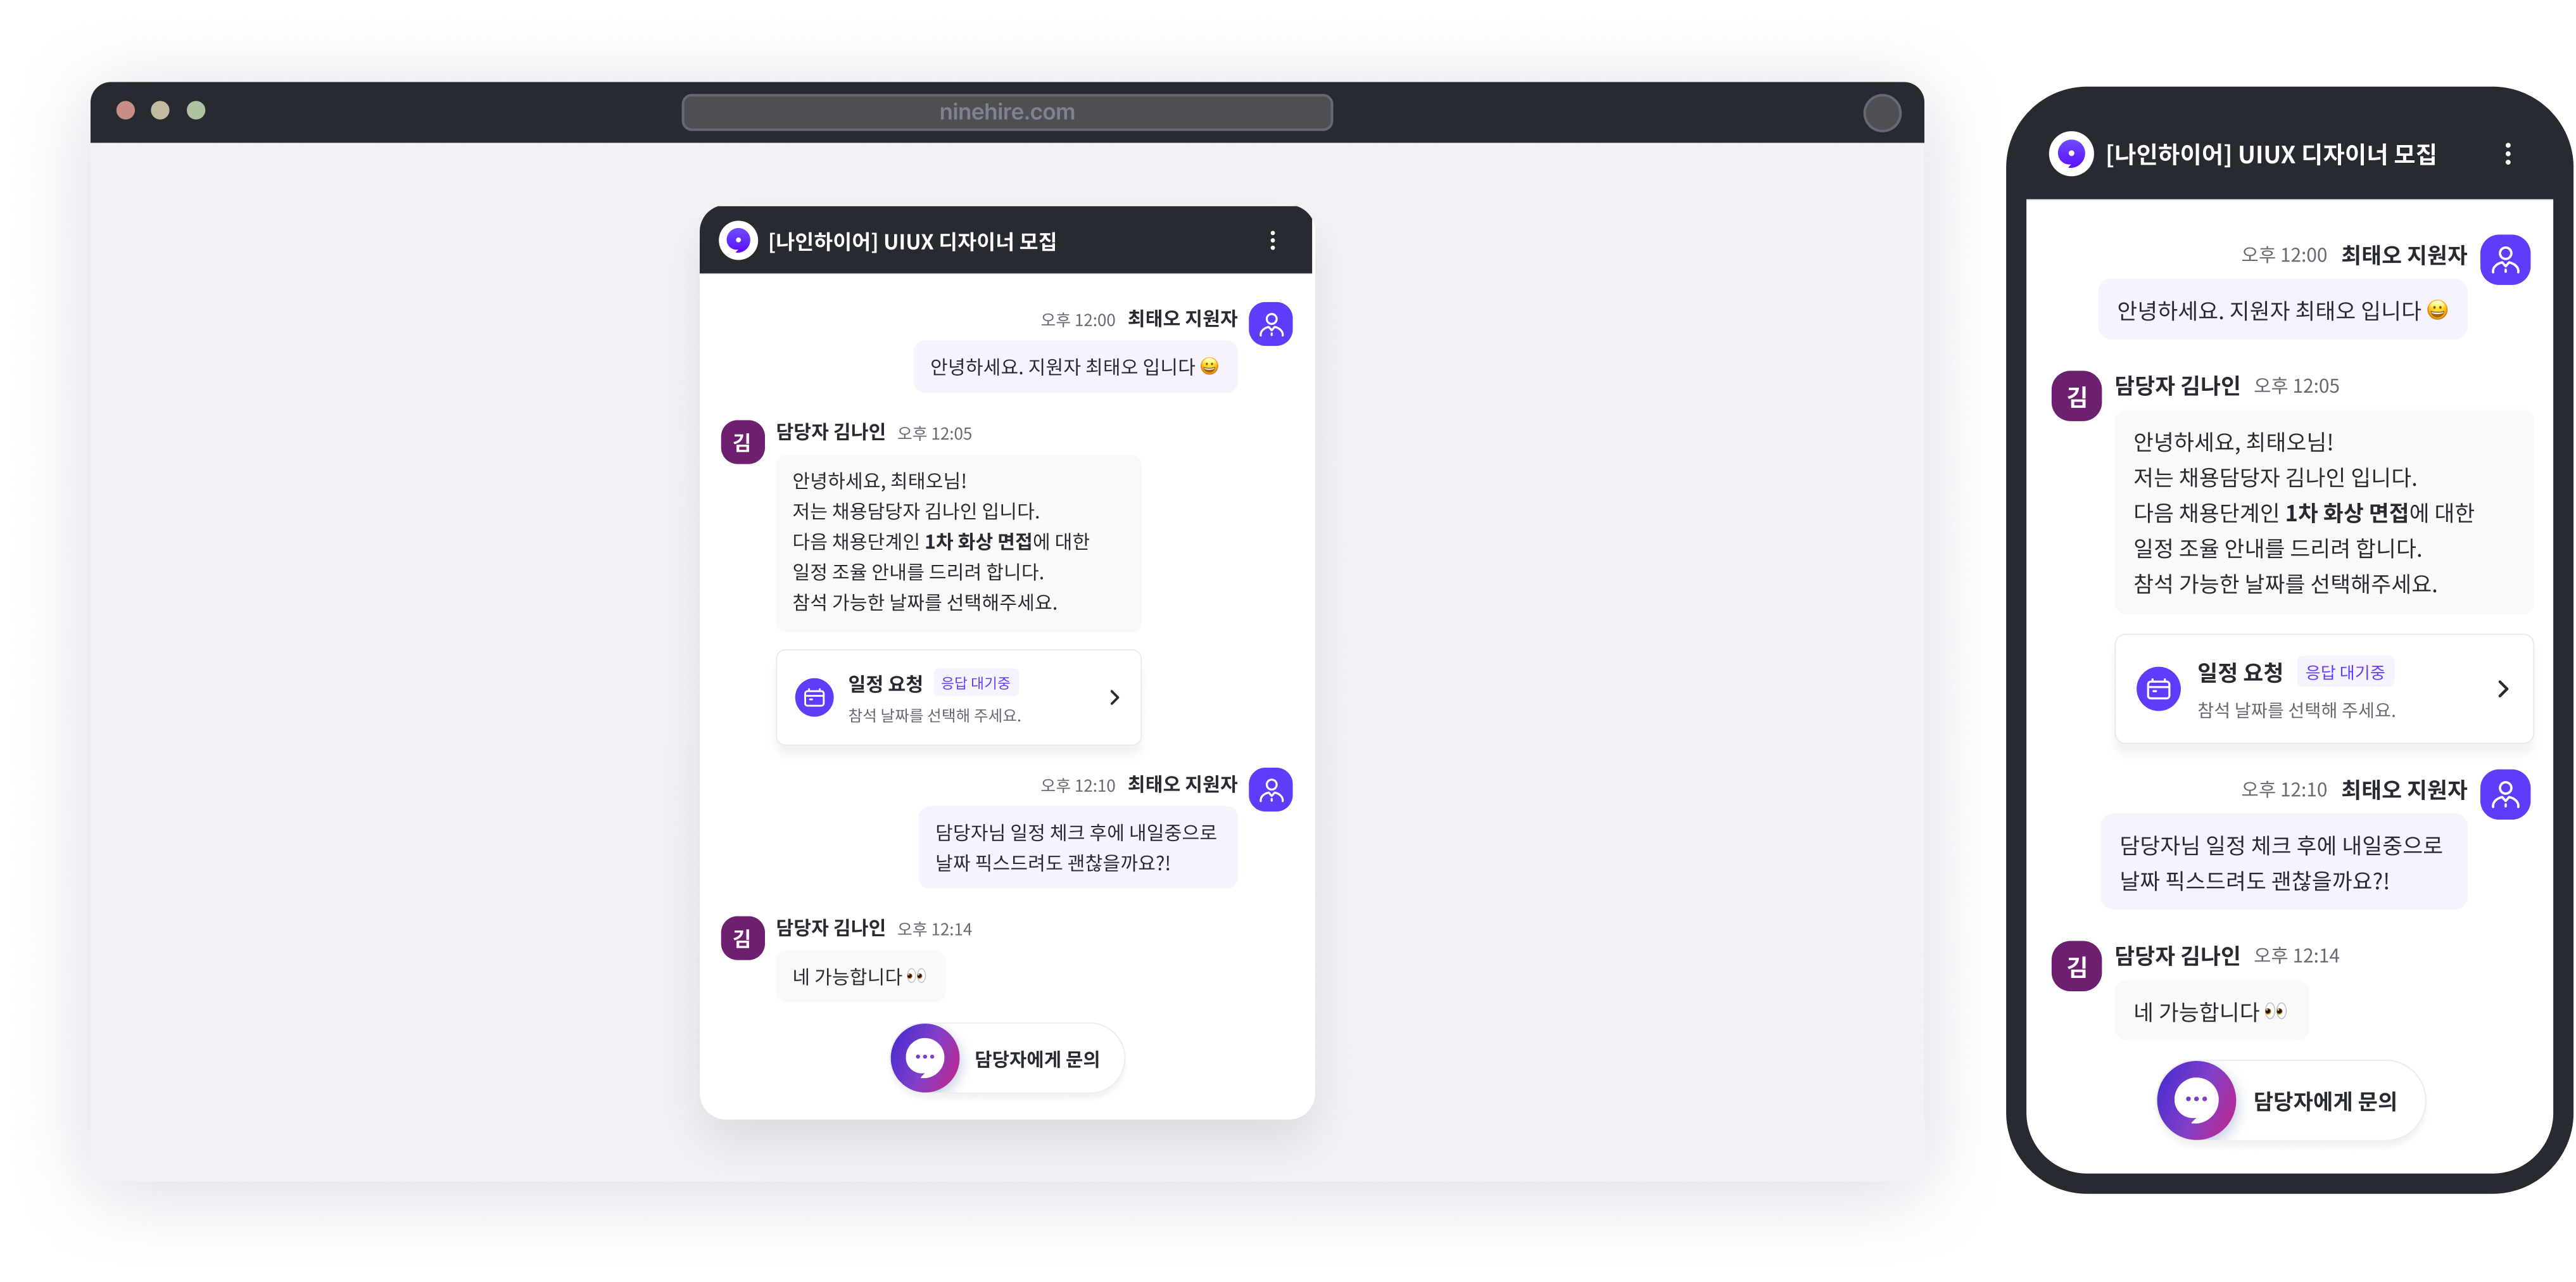 ninehire.com
[나인하이어] UIUX 디자이너 모집
오후 12:00 최태오 지원자
안녕하세요. 지원자 최태오 입니다 😀
김
담당자 김나인 오후 12:05
안녕하세요, 최태오님!
저는 채용담당자 김나인 입니다.
다음 채용단계인 1차 화상 면접에 대한
일정 조율 안내를 드리려 합니다.
참석 가능한 날짜를 선택해주세요.
일정 요청 응답 대기중
참석 날짜를 선택해 주세요.
오후 12:10 최태오 지원자
담당자님 일정 체크 후에 내일중으로
날짜 픽스드려도 괜찮을까요?!
김
담당자 김나인 오후 12:14
네 가능합니다 👀
담당자에게 문의
[나인하이어] UIUX 디자이너 모집
오후 12:00 최태오 지원자
안녕하세요. 지원자 최태오 입니다 😀
김
담당자 김나인 오후 12:05
안녕하세요, 최태오님!
저는 채용담당자 김나인 입니다.
다음 채용단계인 1차 화상 면접에 대한
일정 조율 안내를 드리려 합니다.
참석 가능한 날짜를 선택해주세요.
일정 요청 응답 대기중
참석 날짜를 선택해 주세요.
오후 12:10 최태오 지원자
담당자님 일정 체크 후에 내일중으로
날짜 픽스드려도 괜찮을까요?!
김
담당자 김나인 오후 12:14
네 가능합니다 👀
담당자에게 문의